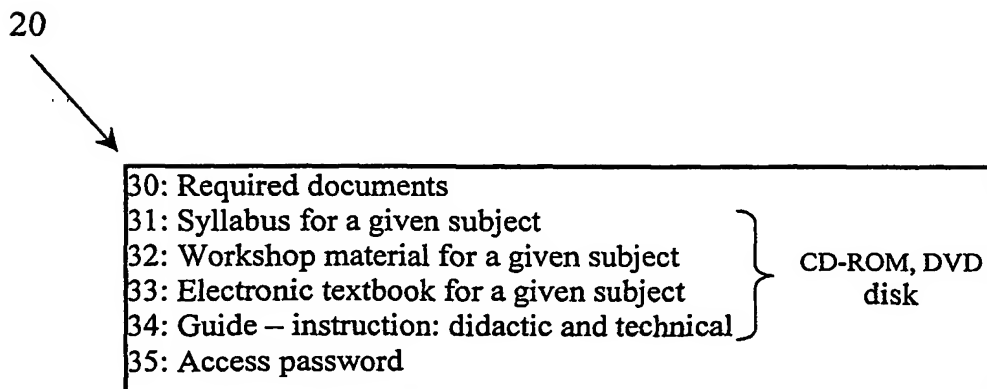 20
30: Required documents
31: Syllabus for a given subject
32: Workshop material for a given subject
33: Electronic textbook for a given subject
34: Guide – instruction: didactic and technical
35: Access password
CD-ROM, DVD
disk